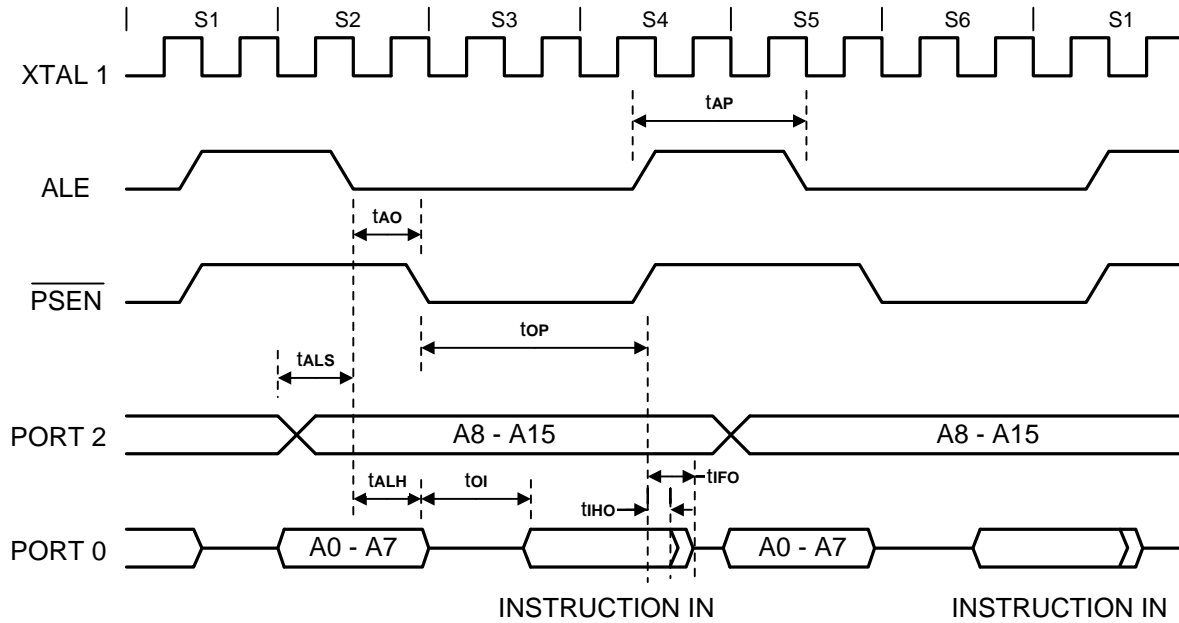 S1 S2 S3 S4 S5 S6 S1
XTAL 1
tAP
ALE
tAO
PSEN
tOP
tALS
PORT 2 A8 - A15 A8 - A15
tALH tOI tIFO
tIHO
PORT 0 A0 - A7 A0 - A7
INSTRUCTION IN INSTRUCTION IN